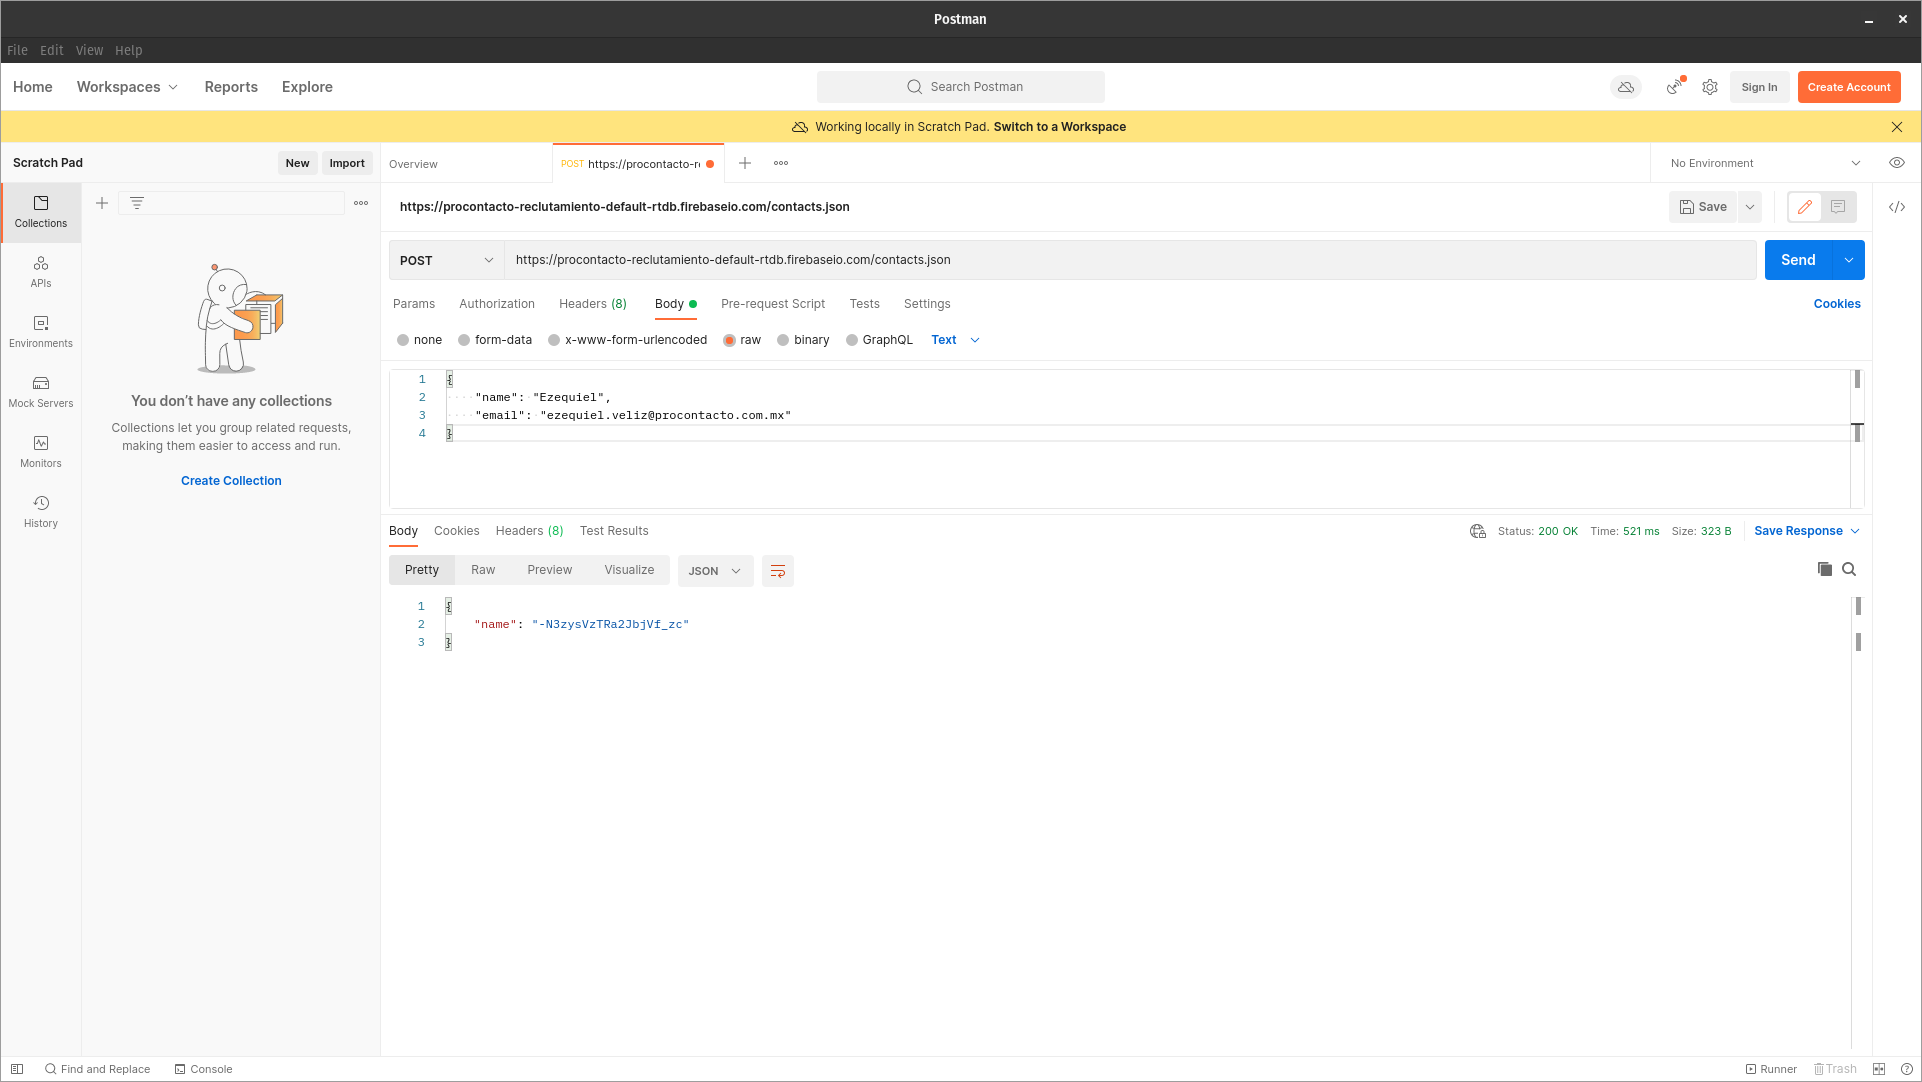 Postman
File Edit View Help
Home Workspaces Reports Explore Search Postman Sign In Create Account
Working locally in Scratch Pad. Switch to a Workspace
Scratch Pad New Import Overview POST https://procontacto-r No Environment
https://procontacto-reclutamiento-default-rtdb.firebaseio.com/contacts.json Save
Collections
APIs
Environments
Mock Servers
Monitors
History
You don’t have any collections
Collections let you group related requests,
making them easier to access and run.
Create Collection
POST https://procontacto-reclutamiento-default-rtdb.firebaseio.com/contacts.json Send
Params Authorization Headers (8) Body Pre-request Script Tests Settings Cookies
none form-data x-www-form-urlencoded raw binary GraphQL Text
1 {
2 "name": "Ezequiel",
3 "email": "ezequiel.veliz@procontacto.com.mx"
4 }
Body Cookies Headers (8) Test Results Status: 200 OK Time: 521 ms Size: 323 B Save Response
Pretty Raw Preview Visualize JSON
1 {
2 "name": "-N3zysVzTRa2JbjVf_zc"
3 }
Find and Replace Console Runner Trash